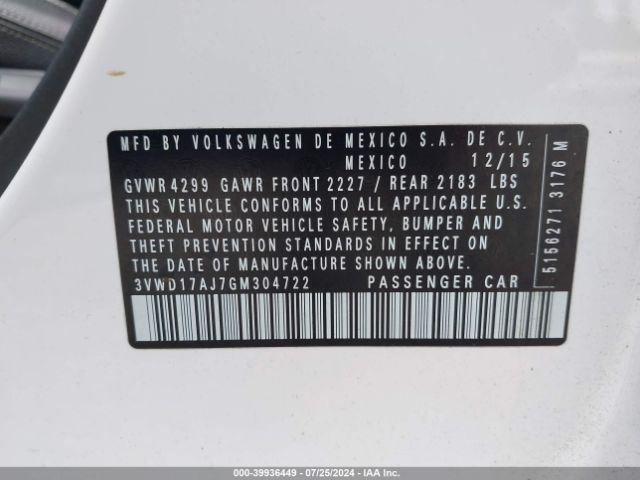 MFD BY VOLKSWAGEN DE MEXICO S.A. DE C.V.
MEXICO 12/15
GVWR 4299 GAWR FRONT 2227 / REAR 2183 LBS
THIS VEHICLE CONFORMS TO ALL APPLICABLE U.S.
FEDERAL MOTOR VEHICLE SAFETY, BUMPER AND
THEFT PREVENTION STANDARDS IN EFFECT ON
THE DATE OF MANUFACTURE SHOWN ABOVE.
3VWD17AJ7GM304722 PASSENGER CAR
5156271 3176 M
000-39936449 - 07/25/2024 - IAAI.COM